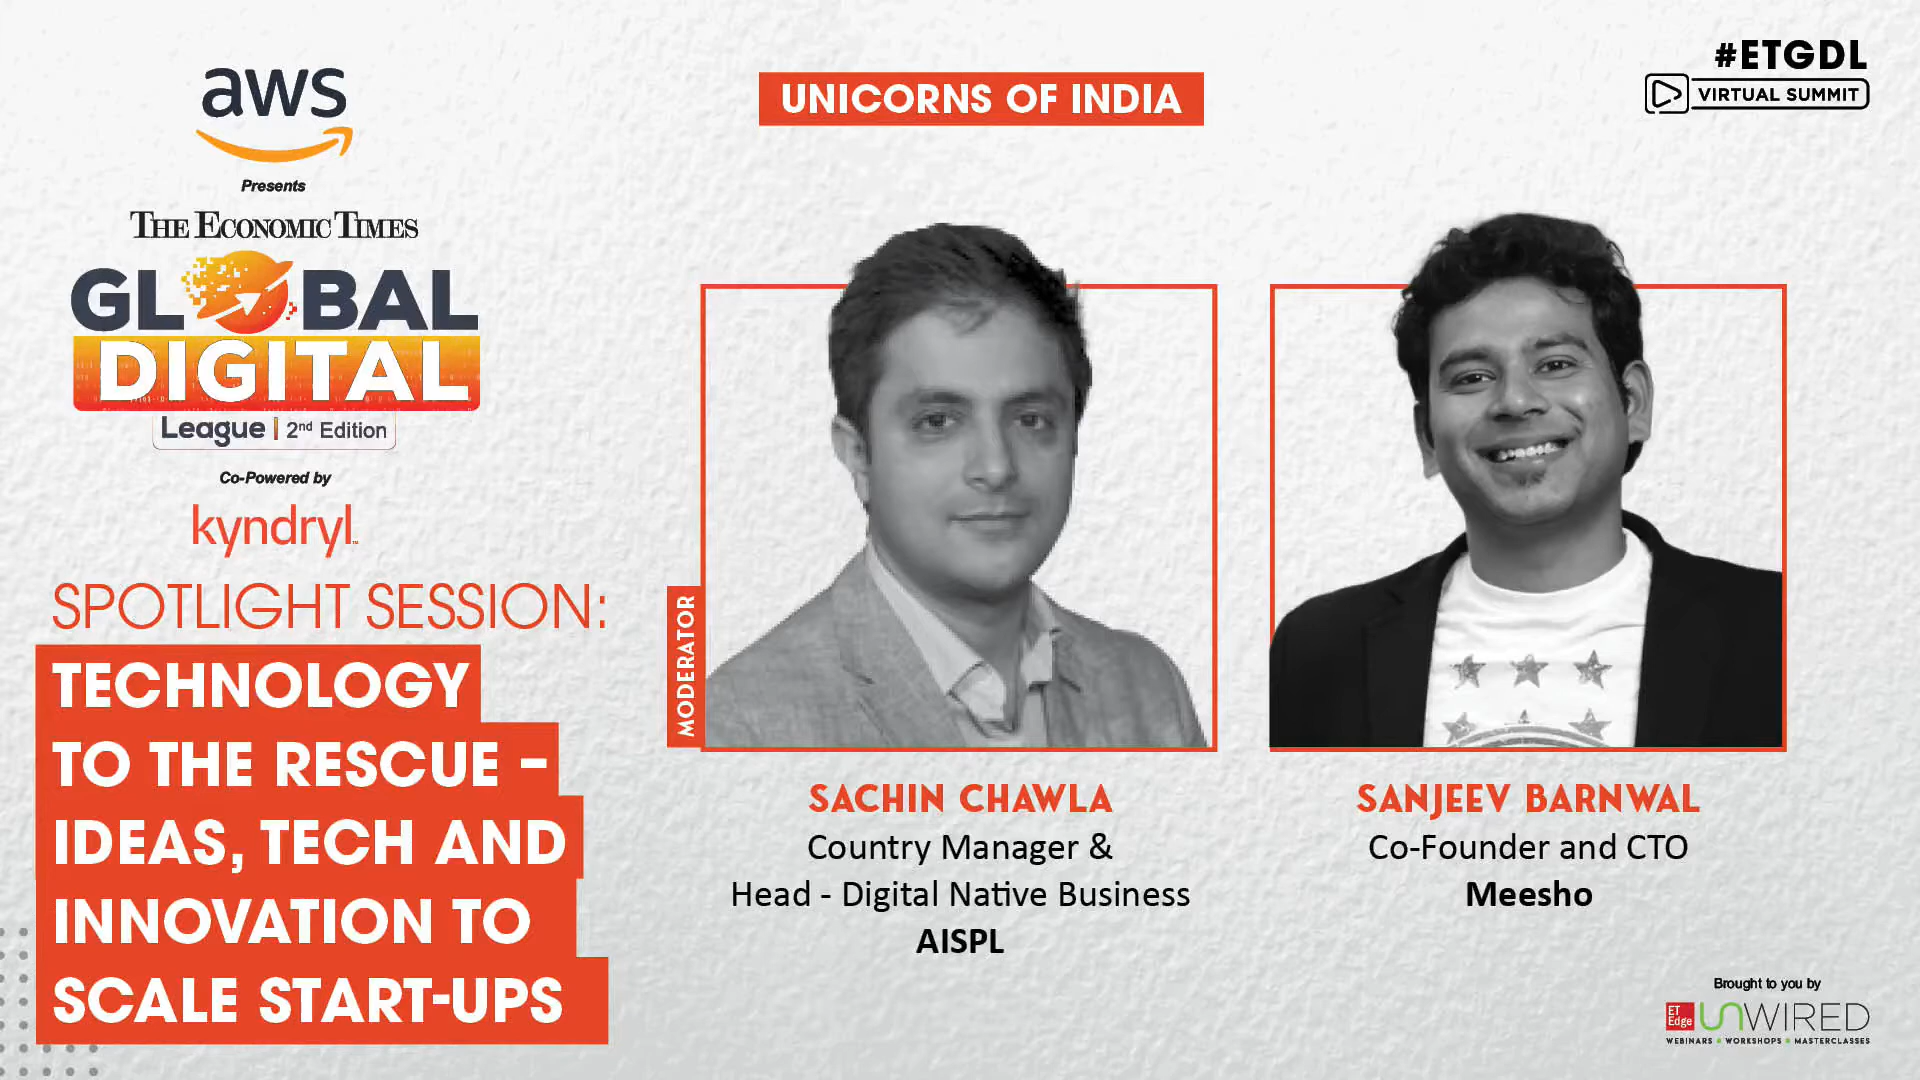 aws
Presents
THE ECONOMIC TIMES
GLOBAL
DIGITAL
League | 2nd Edition
Co-Powered by
kyndryl™
SPOTLIGHT SESSION:
TECHNOLOGY
TO THE RESCUE –
IDEAS, TECH AND
INNOVATION TO
SCALE START-UPS
UNICORNS OF INDIA
#ETGDL
VIRTUAL SUMMIT
MODERATOR
SACHIN CHAWLA
Country Manager &
Head - Digital Native Business
AISPL
SANJEEV BARNWAL
Co-Founder and CTO
Meesho
Brought to you by
ET
Edge
UNWIRED
WEBINARS • WORKSHOPS • MASTERCLASSES